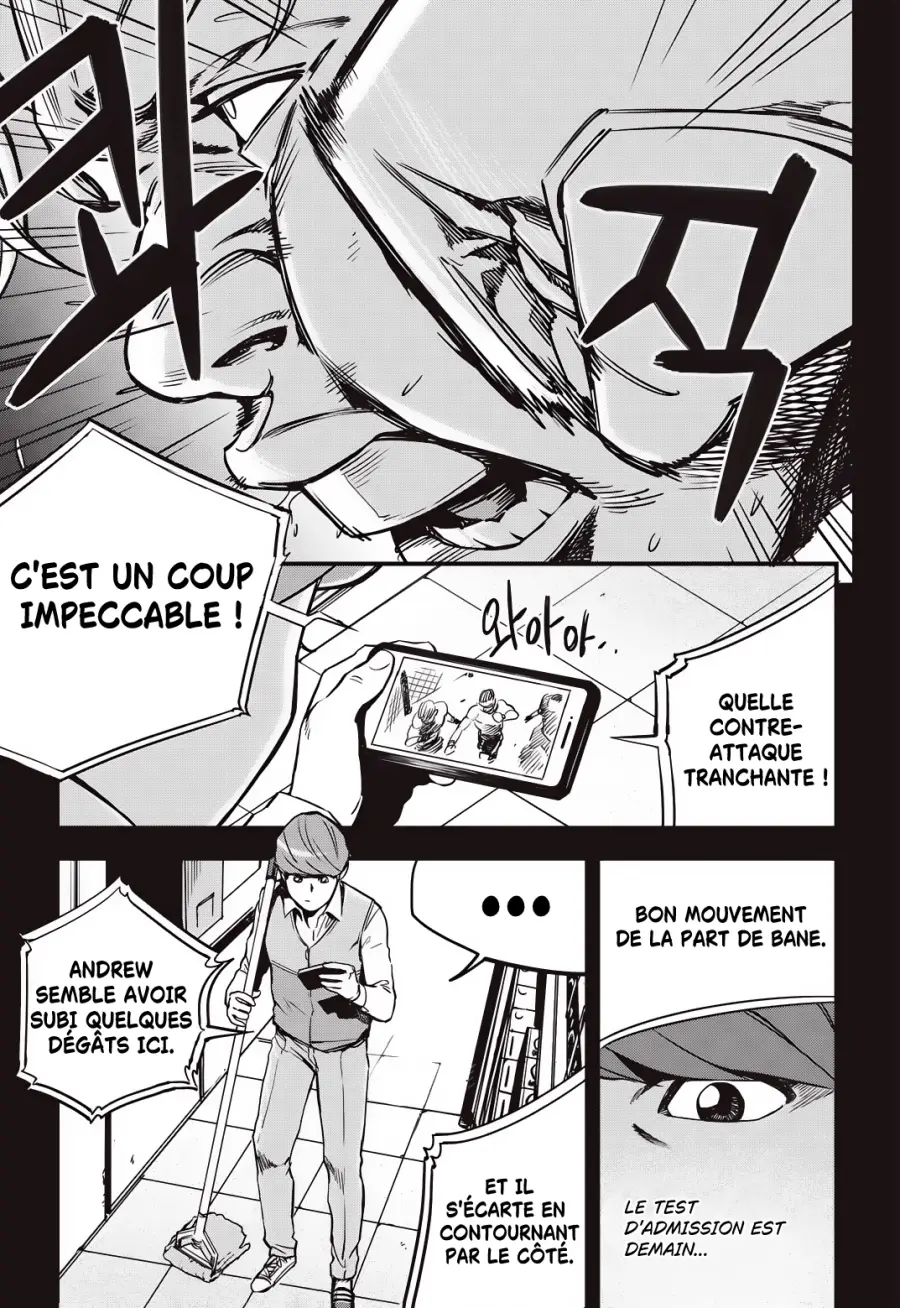 콰
직
C'EST UN COUP
IMPECCABLE !
와아아..
QUELLE
CONTRE-
ATTAQUE
TRANCHANTE !
ANDREW
SEMBLE AVOIR
SUBI QUELQUES
DÉGÂTS ICI.
●●●
ET IL
S'ÉCARTE EN
CONTOURNANT
PAR LE CÔTÉ.
BON MOUVEMENT
DE LA PART DE BANE.
LE TEST
D'ADMISSION EST
DEMAIN...